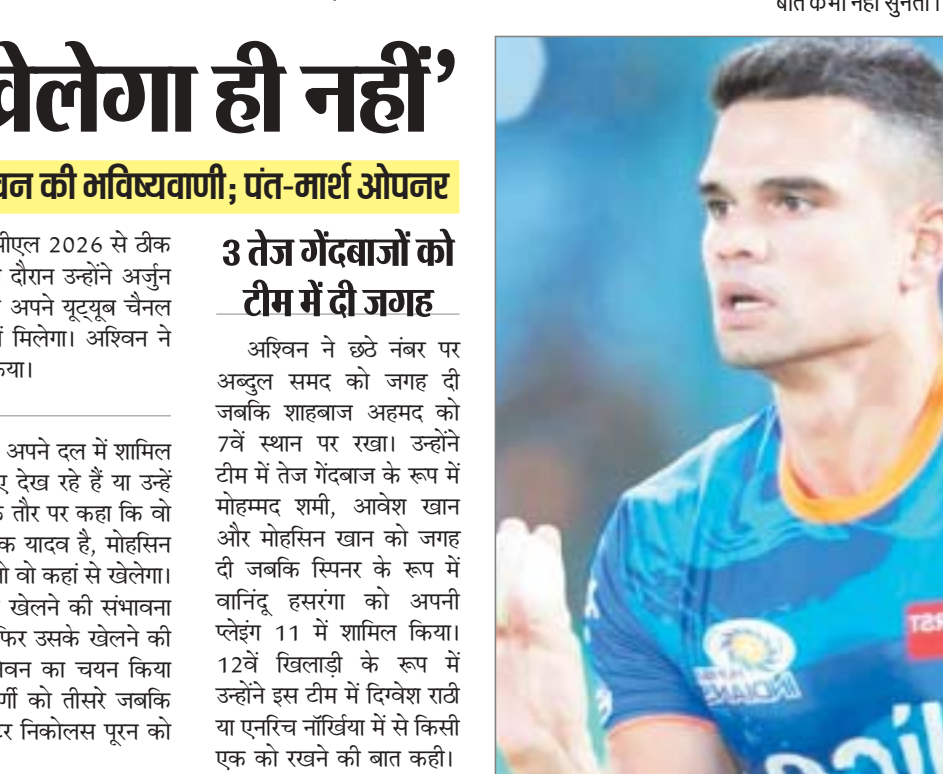 बात कभी नहीं सुनता।
खेलेगा ही नहीं’
की भविष्यवाणी; पंत-मार्श ओपनर
2026 से ठीक
दौरान उन्होंने अर्जुन
अपने यूट्यूब चैनल
मिलेगा। अश्विन ने
अपने दल में शामिल
देख रहे हैं या उन्हें
तौर पर कहा कि वो
यादव है, मोहसिन
वो कहां से खेलेगा।
खेलने की संभावना
फिर उसके खेलने की
का चयन किया
को तीसरे जबकि
निकोलस पूरन को
3 तेज गेंदबाजों को
टीम में दी जगह
अश्विन ने छठे नंबर पर
अब्दुल समद को जगह दी
जबकि शाहबाज अहमद को
7वें स्थान पर रखा। उन्होंने
टीम में तेज गेंदबाज के रूप में
मोहम्मद शमी, आवेश खान
और मोहसिन खान को जगह
दी जबकि स्पिनर के रूप में
वानिंदू हसरंगा को अपनी
प्लेइंग 11 में शामिल किया।
12वें खिलाड़ी के रूप में
उन्होंने इस टीम में दिग्वेश राठी
या एनरिच नॉर्खिया में से किसी
एक को रखने की बात कही।
INDIANS